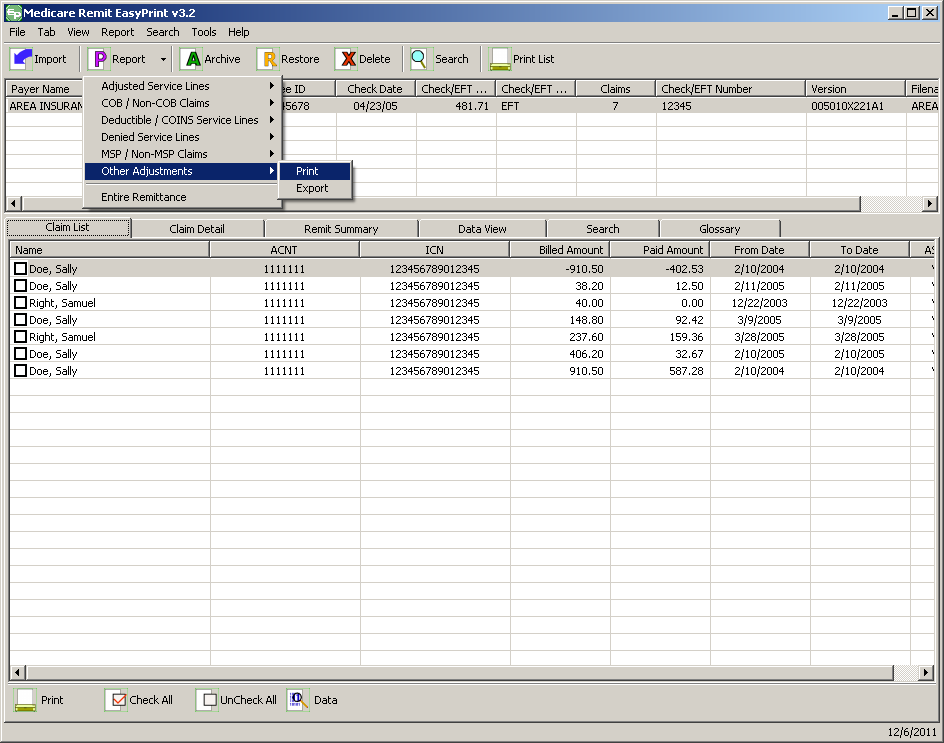 Medicare Remit EasyPrint v3.2
File Tab View Report Search Tools Help
Import Report Archive Restore Delete Search Print List
Payer Name ee ID Check Date Check/EFT ... Check/EFT ... Claims Check/EFT Number Version Filena
AREA INSURAN 45678 04/23/05 481.71 EFT 7 12345 005010X221A1 AREA
Adjusted Service Lines
COB / Non-COB Claims
Deductible / COINS Service Lines
Denied Service Lines
MSP / Non-MSP Claims
Other Adjustments Print
Export
Entire Remittance
Claim List Claim Detail Remit Summary Data View Search Glossary
Name ACNT ICN Billed Amount Paid Amount From Date To Date AS
Doe, Sally 1111111 123456789012345 -910.50 -402.53 2/10/2004 2/10/2004
Doe, Sally 1111111 123456789012345 38.20 12.50 2/11/2005 2/11/2005
Right, Samuel 1111111 123456789012345 40.00 0.00 12/22/2003 12/22/2003
Doe, Sally 1111111 123456789012345 148.80 92.42 3/9/2005 3/9/2005
Right, Samuel 1111111 123456789012345 237.60 159.36 3/28/2005 3/28/2005
Doe, Sally 1111111 123456789012345 406.20 32.67 2/10/2005 2/10/2005
Doe, Sally 1111111 123456789012345 910.50 587.28 2/10/2004 2/10/2004
Print Check All UnCheck All Data
12/6/2011